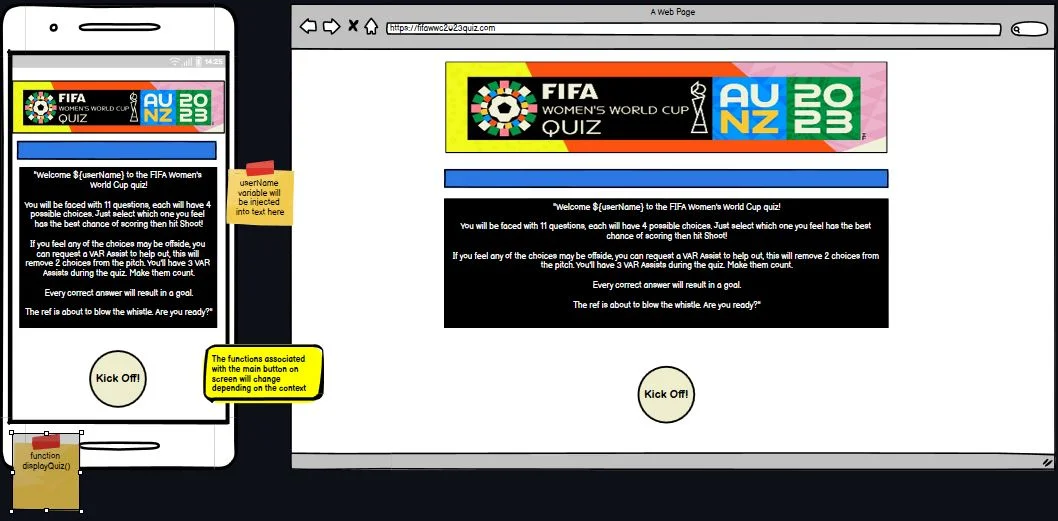 14:25
FIFA
WOMEN'S WORLD CUP
QUIZ
AU
NZ
20
23
"Welcome ${userName} to the FIFA Women's
World Cup quiz!
You will be faced with 11 questions, each will have 4
possible choices. Just select which one you feel
has the best chance of scoring then hit Shoot!
If you feel any of the choices may be offside, you
can request a VAR Assist to help out, this will
remove 2 choices from the pitch. You'll have 3 VAR
Assists during the quiz. Make them count.
Every correct answer will result in a goal.
The ref is about to blow the whistle. Are you ready?"
Kick Off!
function
displayQuiz()
userName
variable will
be injected
into text here
The functions associated
with the main button on
screen will change
depending on the context
A Web Page
https://fifawwc2023quiz.com
FIFA
WOMEN'S WORLD CUP
QUIZ
AU
NZ
20
23
"Welcome ${userName} to the FIFA Women's World Cup quiz!
You will be faced with 11 questions, each will have 4 possible choices. Just select which one you feel has the best
chance of scoring then hit Shoot!
If you feel any of the choices may be offside, you can request a VAR Assist to help out, this will remove 2 choices from
the pitch. You'll have 3 VAR Assists during the quiz. Make them count.
Every correct answer will result in a goal.
The ref is about to blow the whistle. Are you ready?"
Kick Off!